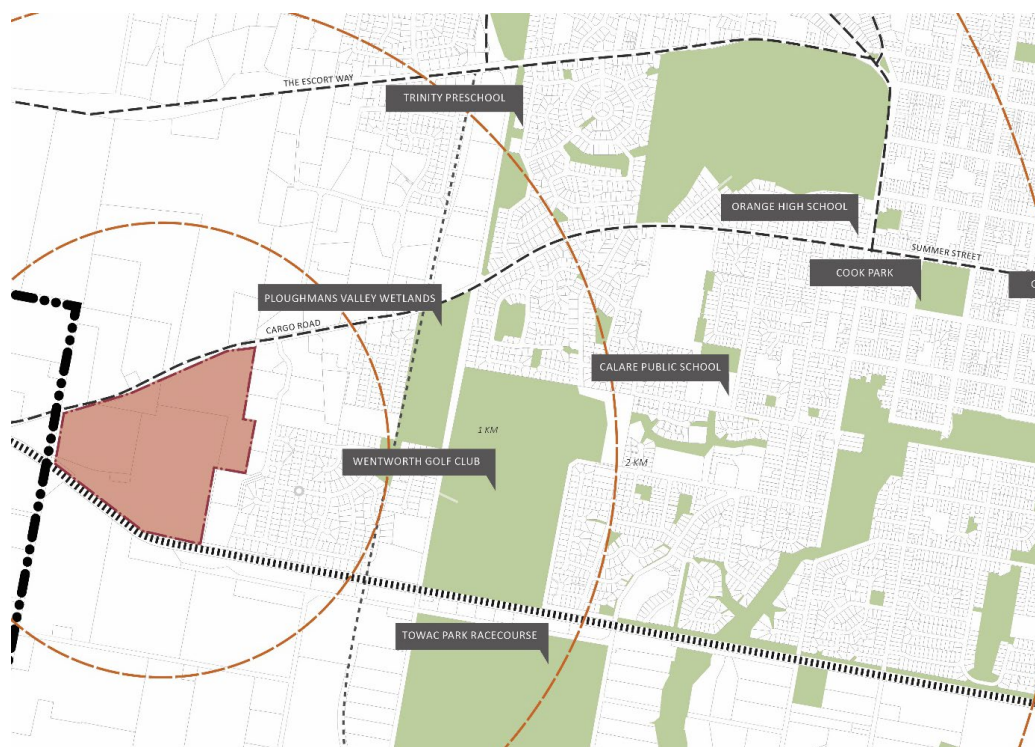 THE ESCORT WAY
TRINITY PRESCHOOL
ORANGE HIGH SCHOOL
SUMMER STREET
COOK PARK
PLOUGHMANS VALLEY WETLANDS
CARGO ROAD
CALARE PUBLIC SCHOOL
1 KM
WENTWORTH GOLF CLUB
2 KM
TOWAC PARK RACECOURSE